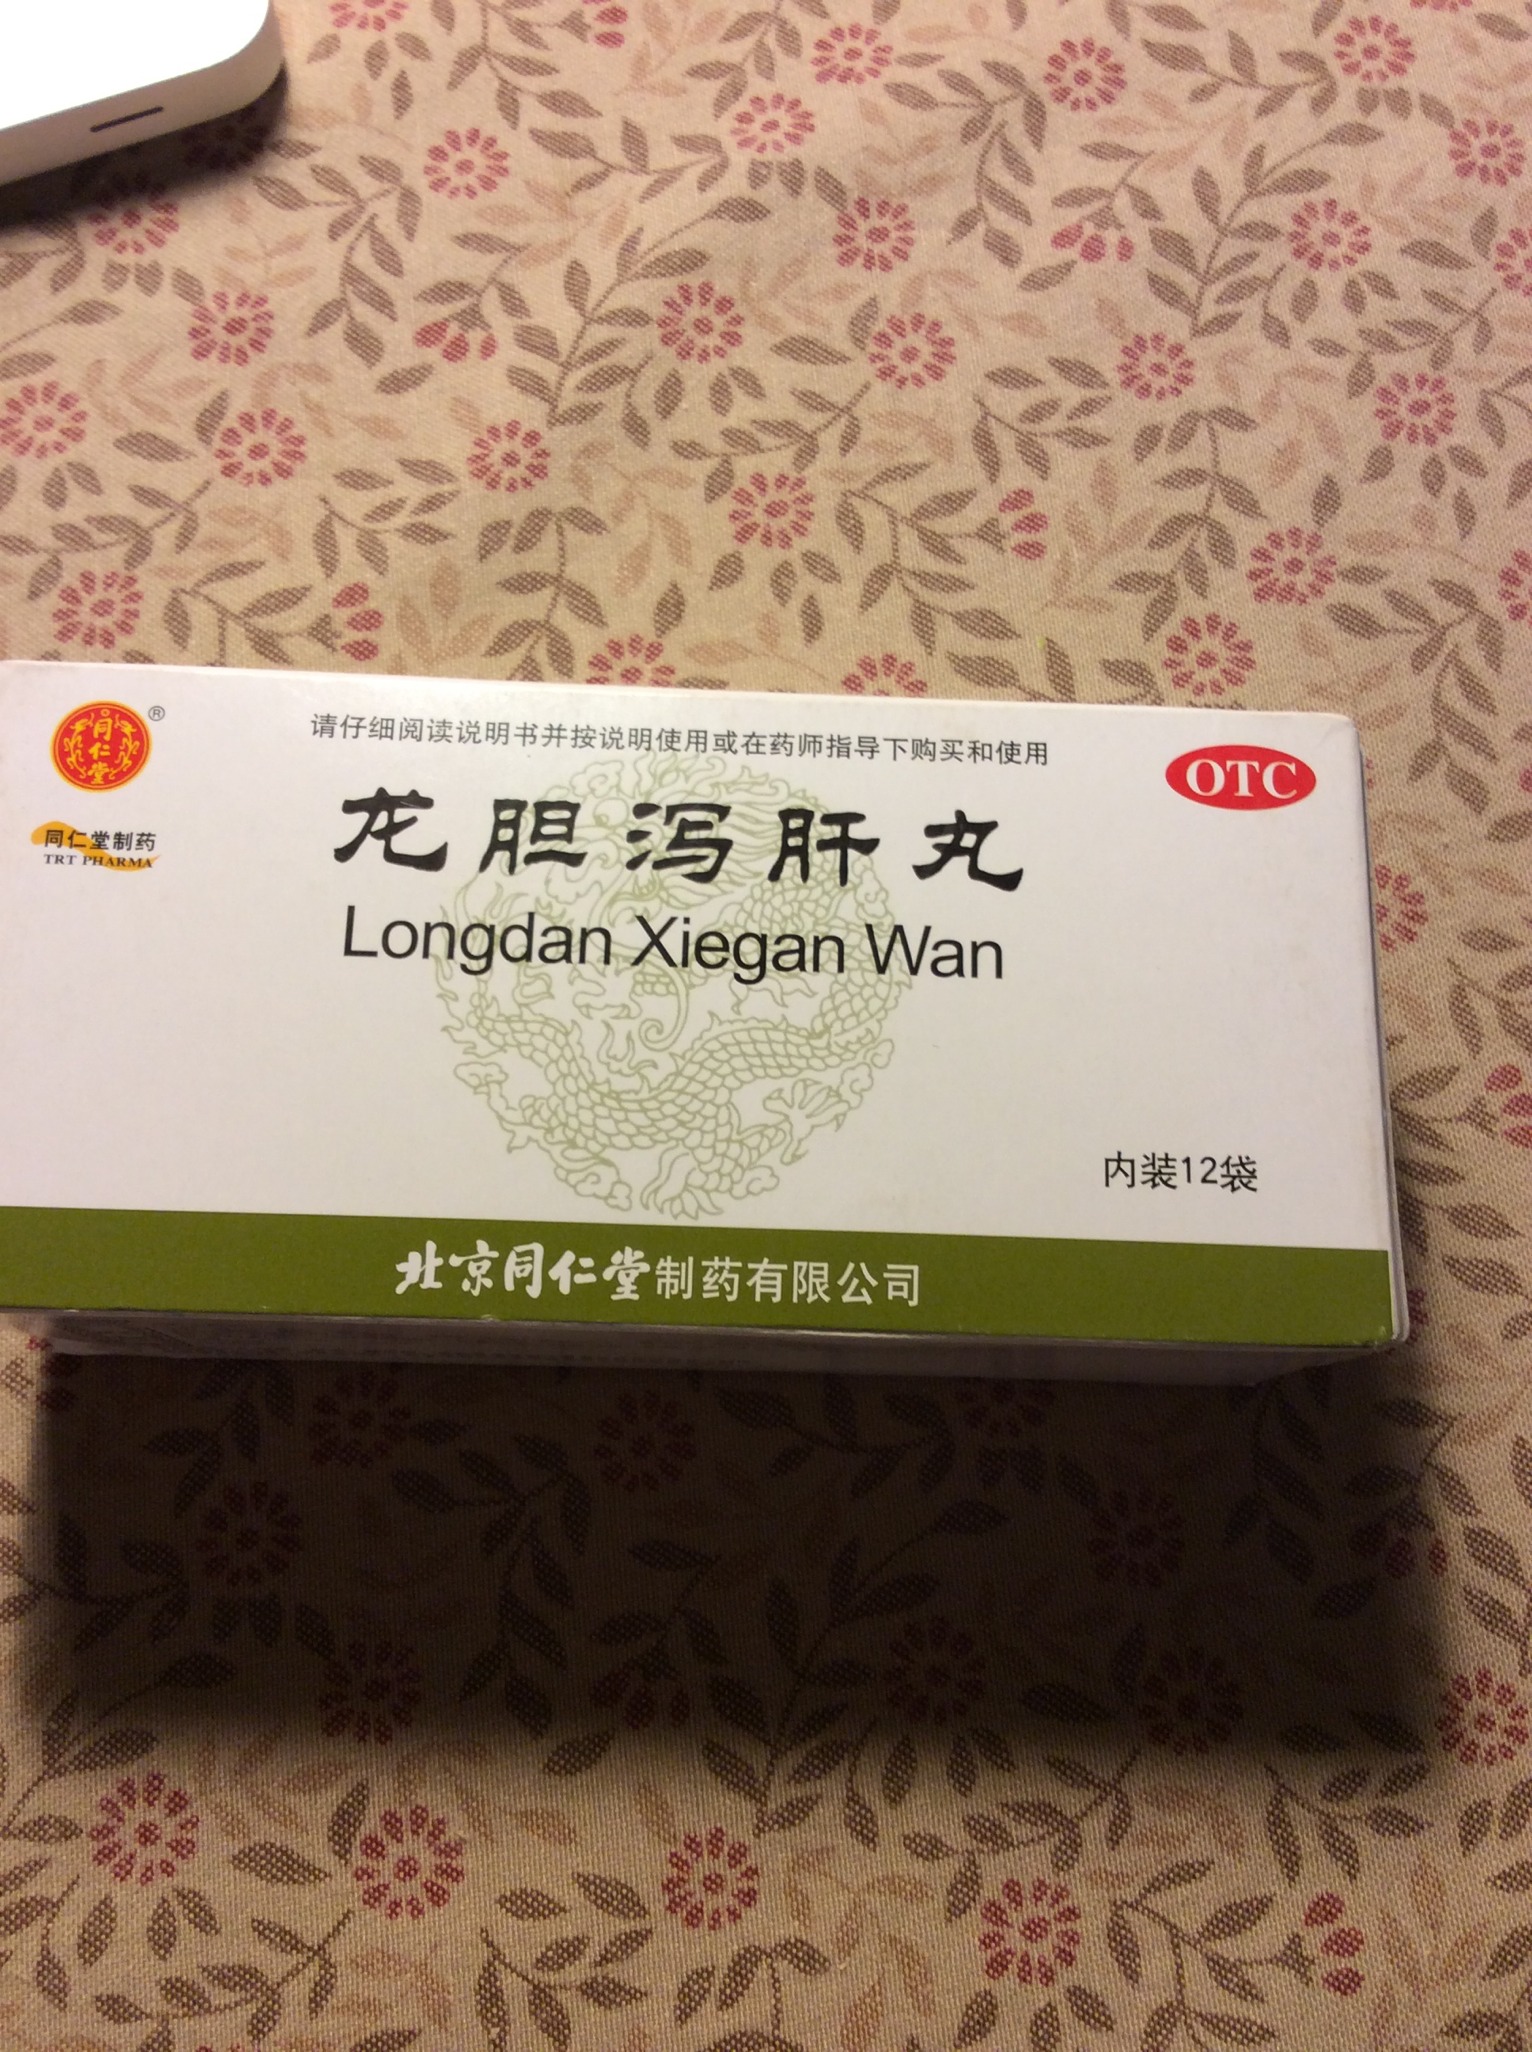 同仁堂
®
同仁堂制药
TRT PHARMA
请仔细阅读说明书并按说明使用或在药师指导下购买和使用
OTC
龙胆泻肝丸
Longdan Xiegan Wan
内装12袋
北京同仁堂制药有限公司